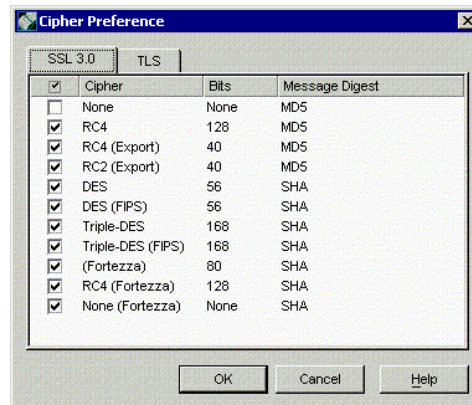 Cipher Preference
SSL 3.0 TLS
Cipher Bits Message Digest
None None MD5
RC4 128 MD5
RC4 (Export) 40 MD5
RC2 (Export) 40 MD5
DES 56 SHA
DES (FIPS) 56 SHA
Triple-DES 168 SHA
Triple-DES (FIPS) 168 SHA
(Fortezza) 80 SHA
RC4 (Fortezza) 128 SHA
None (Fortezza) None SHA
OK Cancel Help